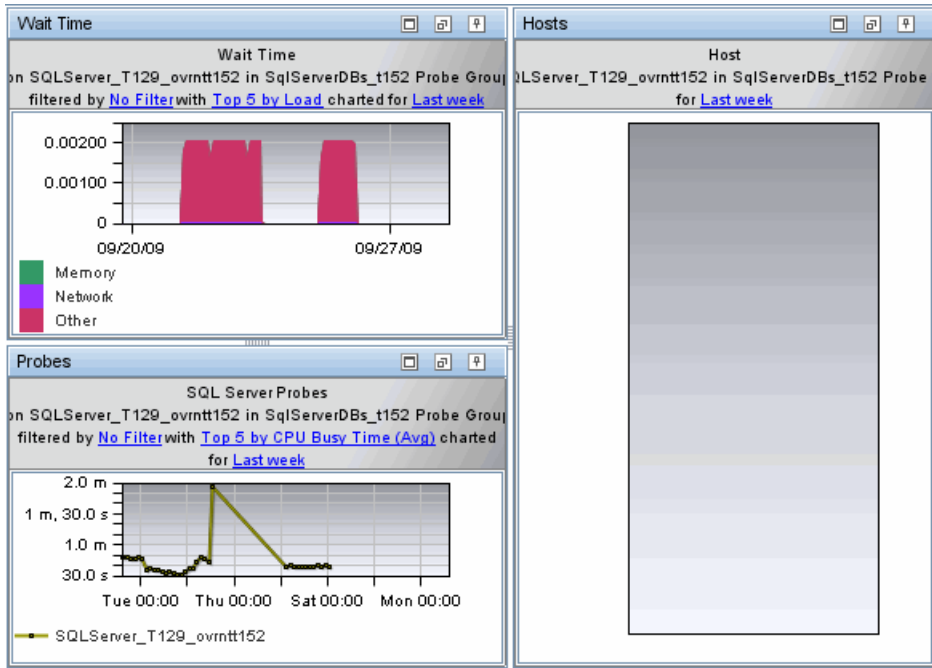 Wait Time
Wait Time
on SQLServer_T129_ovrntt152 in SqlServerDBs_t152 Probe Group
filtered by No Filter with Top 5 by Load charted for Last week
0.00200
0.00100
0
09/20/09 09/27/09
Memory
Network
Other
Probes
SQL Server Probes
on SQLServer_T129_ovrntt152 in SqlServerDBs_t152 Probe Group
filtered by No Filter with Top 5 by CPU Busy Time (Avg) charted
for Last week
2.0 m
1 m, 30.0 s
1.0 m
30.0 s
Tue 00:00 Thu 00:00 Sat 00:00 Mon 00:00
SQLServer_T129_ovrntt152
Hosts
Host
QLServer_T129_ovrntt152 in SqlServerDBs_t152 Probe
for Last week